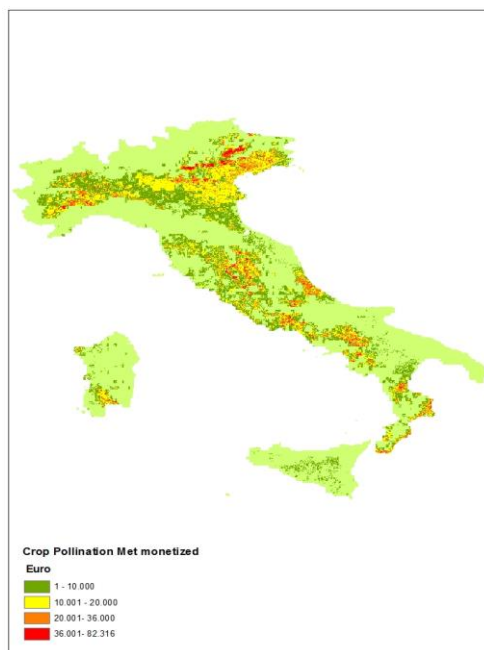 Crop Pollination Met monetized
Euro
1 - 10.000
10.001 - 20.000
20.001- 36.000
36.001- 82.316